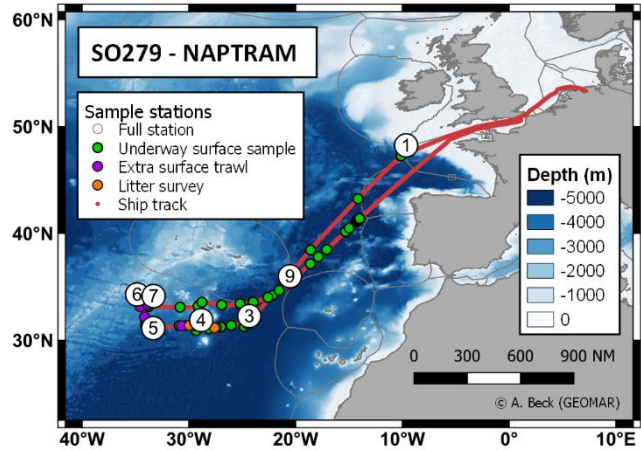 60°N
50°N
40°N
30°N
SO279 - NAPTRAM
Sample stations
Full station
Underway surface sample
Extra surface trawl
Litter survey
Ship track
1
9
6
7
4
3
5
Depth (m)
-5000
-4000
-3000
-2000
-1000
0
0 300 600 900 NM
© A. Beck (GEOMAR)
40°W 30°W 20°W 10°W 0° 10°E